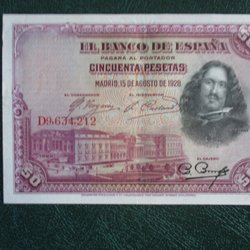 EL BANCO DE ESPAÑA
PAGARÁ AL PORTADOR
CINCUENTA PESETAS
MADRID, 15 DE AGOSTO DE 1928
EL GOBERNADOR
EL INTERVENTOR
D9,634,212
EL CAJERO
50